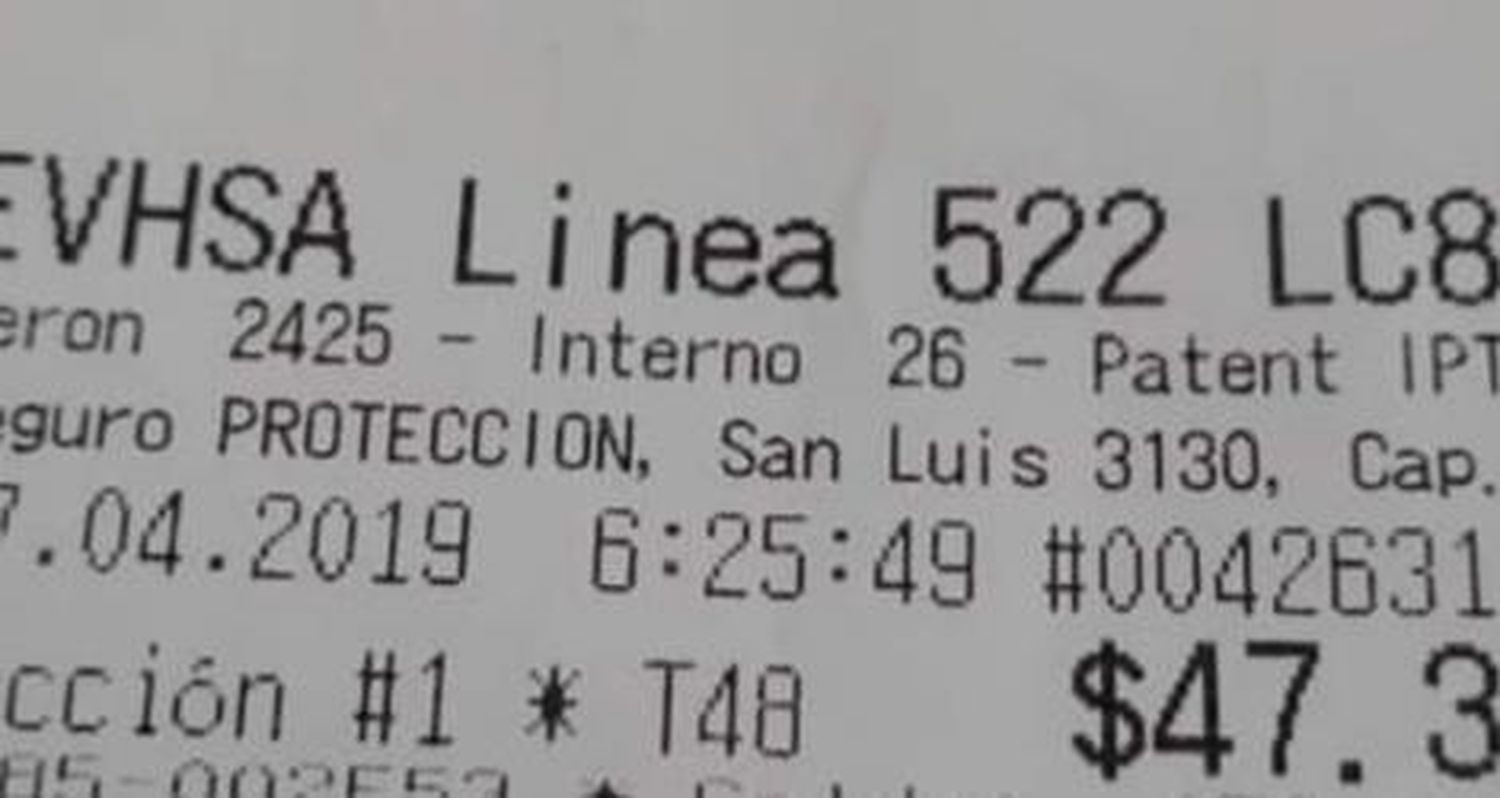 EVHSA Linea 522 LC8
eron 2425 - Interno 26 - Patent IPT
eguro PROTECCION, San Luis 3130, Cap.
7.04.2019 6:25:49 #0042631
cción #1 * T48 $47.3